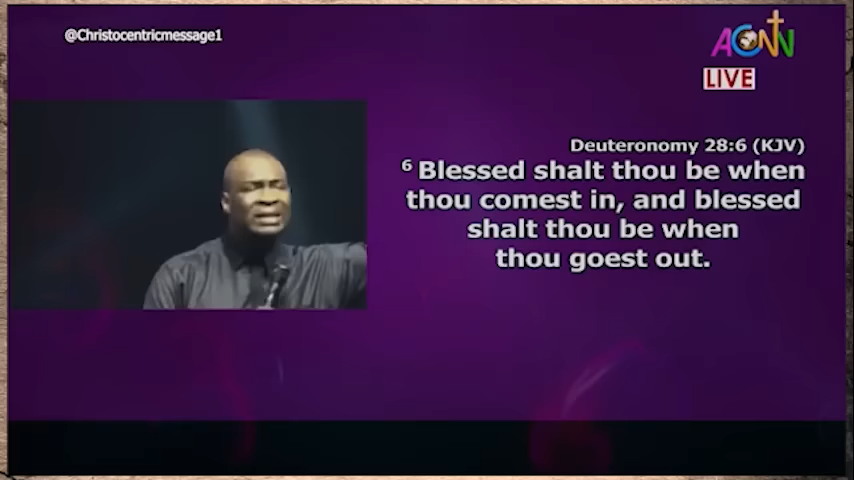 @Christocentricmessage1
ACNN
LIVE
Deuteronomy 28:6 (KJV)
6 Blessed shalt thou be when
thou comest in, and blessed
shalt thou be when
thou goest out.